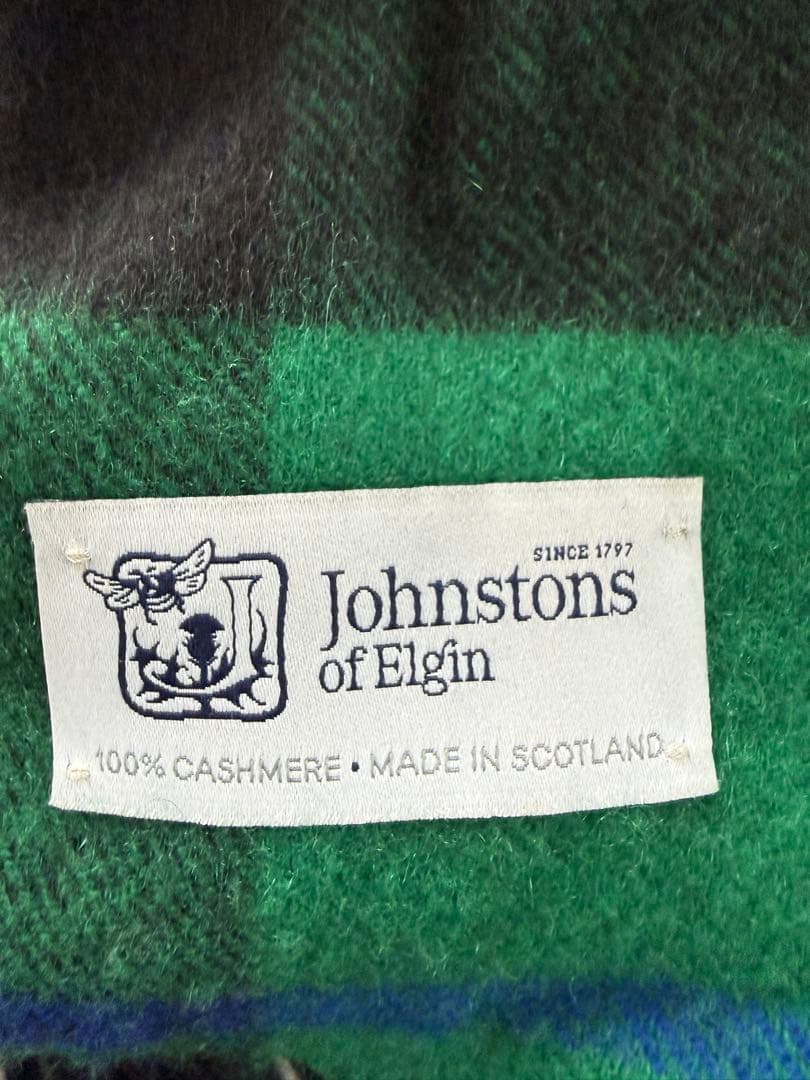 SINCE 1797
Johnstons
of Elgin
100% CASHMERE • MADE IN SCOTLAND